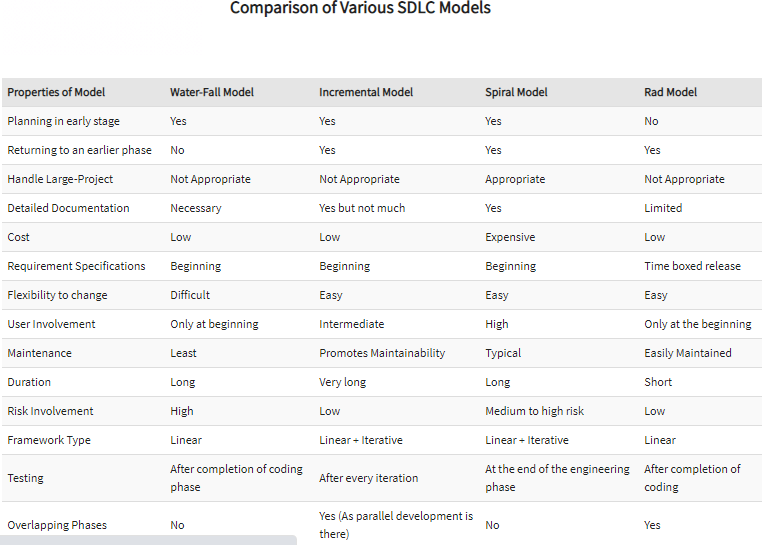 Comparison of Various SDLC Models
Properties of Model Water-Fall Model Incremental Model Spiral Model Rad Model
Planning in early stage Yes Yes Yes No
Returning to an earlier phase No Yes Yes Yes
Handle Large-Project Not Appropriate Not Appropriate Appropriate Not Appropriate
Detailed Documentation Necessary Yes but not much Yes Limited
Cost Low Low Expensive Low
Requirement Specifications Beginning Beginning Beginning Time boxed release
Flexibility to change Difficult Easy Easy Easy
User Involvement Only at beginning Intermediate High Only at the beginning
Maintenance Least Promotes Maintainability Typical Easily Maintained
Duration Long Very long Long Short
Risk Involvement High Low Medium to high risk Low
Framework Type Linear Linear + Iterative Linear + Iterative Linear
Testing After completion of coding phase After every iteration At the end of the engineering phase After completion of coding
Overlapping Phases No Yes (As parallel development is there) No Yes